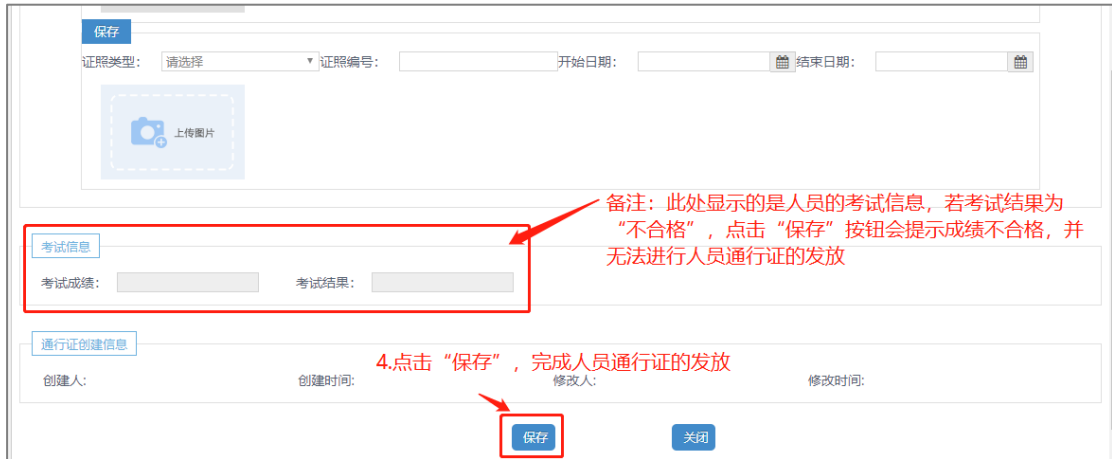 保存
证照类型： 请选择 证照编号： 开始日期： 结束日期：
上传图片
备注：此处显示的是人员的考试信息，若考试结果为
“不合格”，点击“保存”按钮会提示成绩不合格，并
无法进行人员通行证的发放
考试信息
考试成绩： 考试结果：
通行证创建信息
4.点击“保存”，完成人员通行证的发放
创建人: 创建时间: 修改人: 修改时间:
保存 关闭